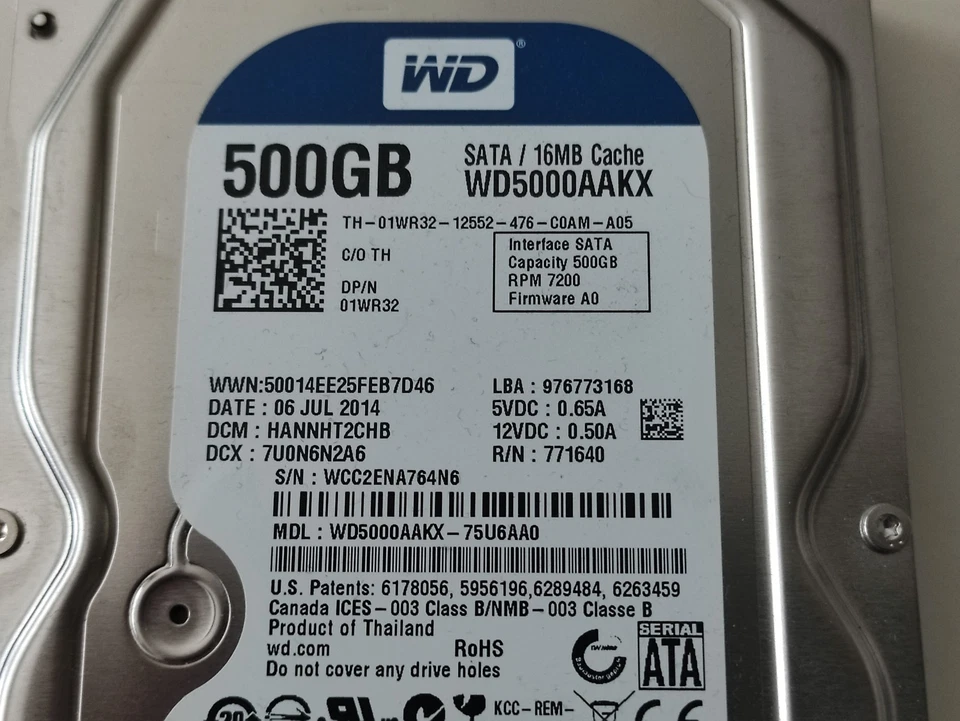 WD®
500GB
SATA / 16MB Cache
WD5000AAKX
TH-01WR32-12552-476-C0AM-A05
C/O TH
DP/N
01WR32
Interface SATA
Capacity 500GB
RPM 7200
Firmware A0
WWN:50014EE25FEB7D46
DATE : 06 JUL 2014
DCM : HANNHT2CHB
DCX : 7U0N6N2A6
LBA : 976773168
5VDC : 0.65A
12VDC : 0.50A
R/N : 771640
S/N : WCC2ENA764N6
MDL : WD5000AAKX-75U6AA0
U.S. Patents: 6178056, 5956196,6289484, 6263459
Canada ICES-003 Class B/NMB-003 Classe B
Product of Thailand
wd.com
RoHS
Do not cover any drive holes
SERIAL
ATA
20
KCC-REM-
CE